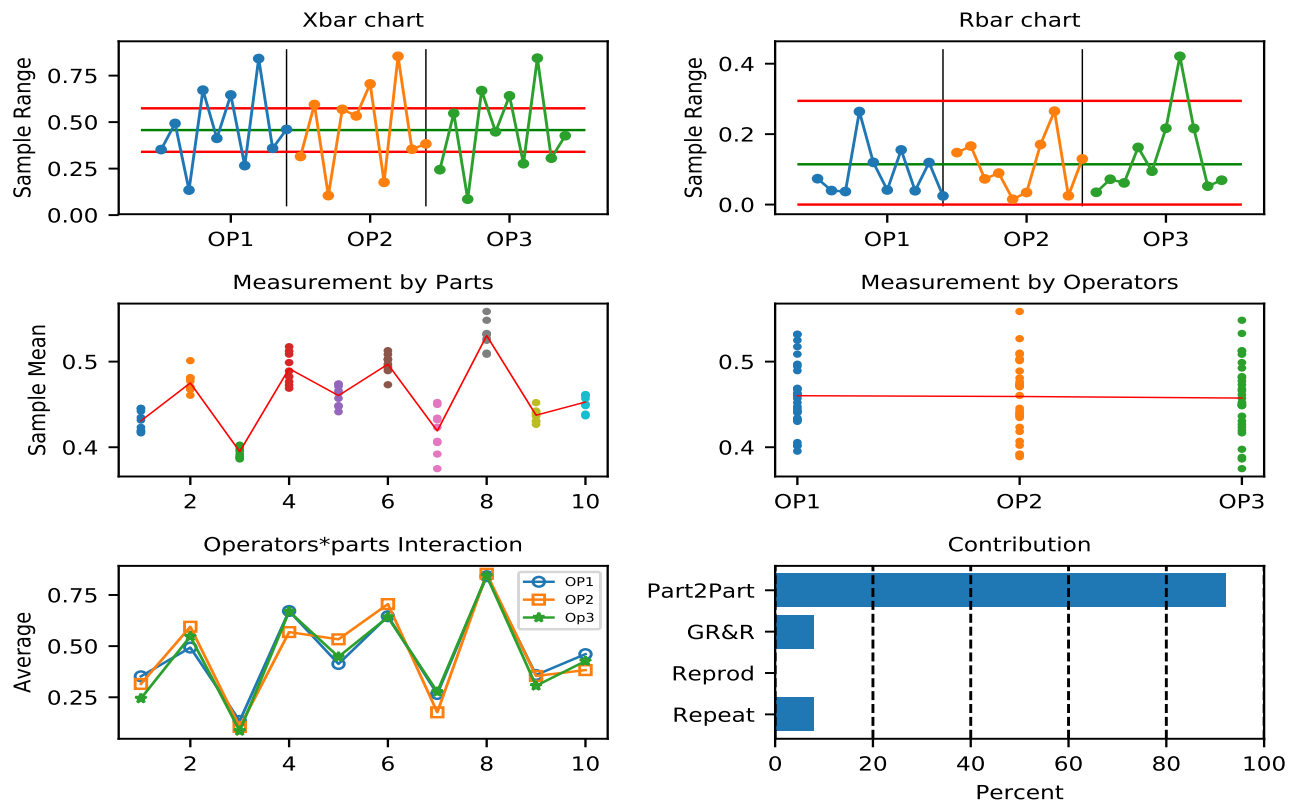 Xbar chart
Sample Range
0.75
0.50
0.25
0.00
OP1 OP2 OP3
Rbar chart
Sample Range
0.4
0.2
0.0
OP1 OP2 OP3
Measurement by Parts
Sample Mean
0.5
0.4
2 4 6 8 10
Measurement by Operators
0.5
0.4
OP1 OP2 OP3
Operators*parts Interaction
Average
0.75
0.50
0.25
OP1
OP2
Op3
2 4 6 8 10
Contribution
Part2Part
GR&R
Reprod
Repeat
0 20 40 60 80 100
Percent